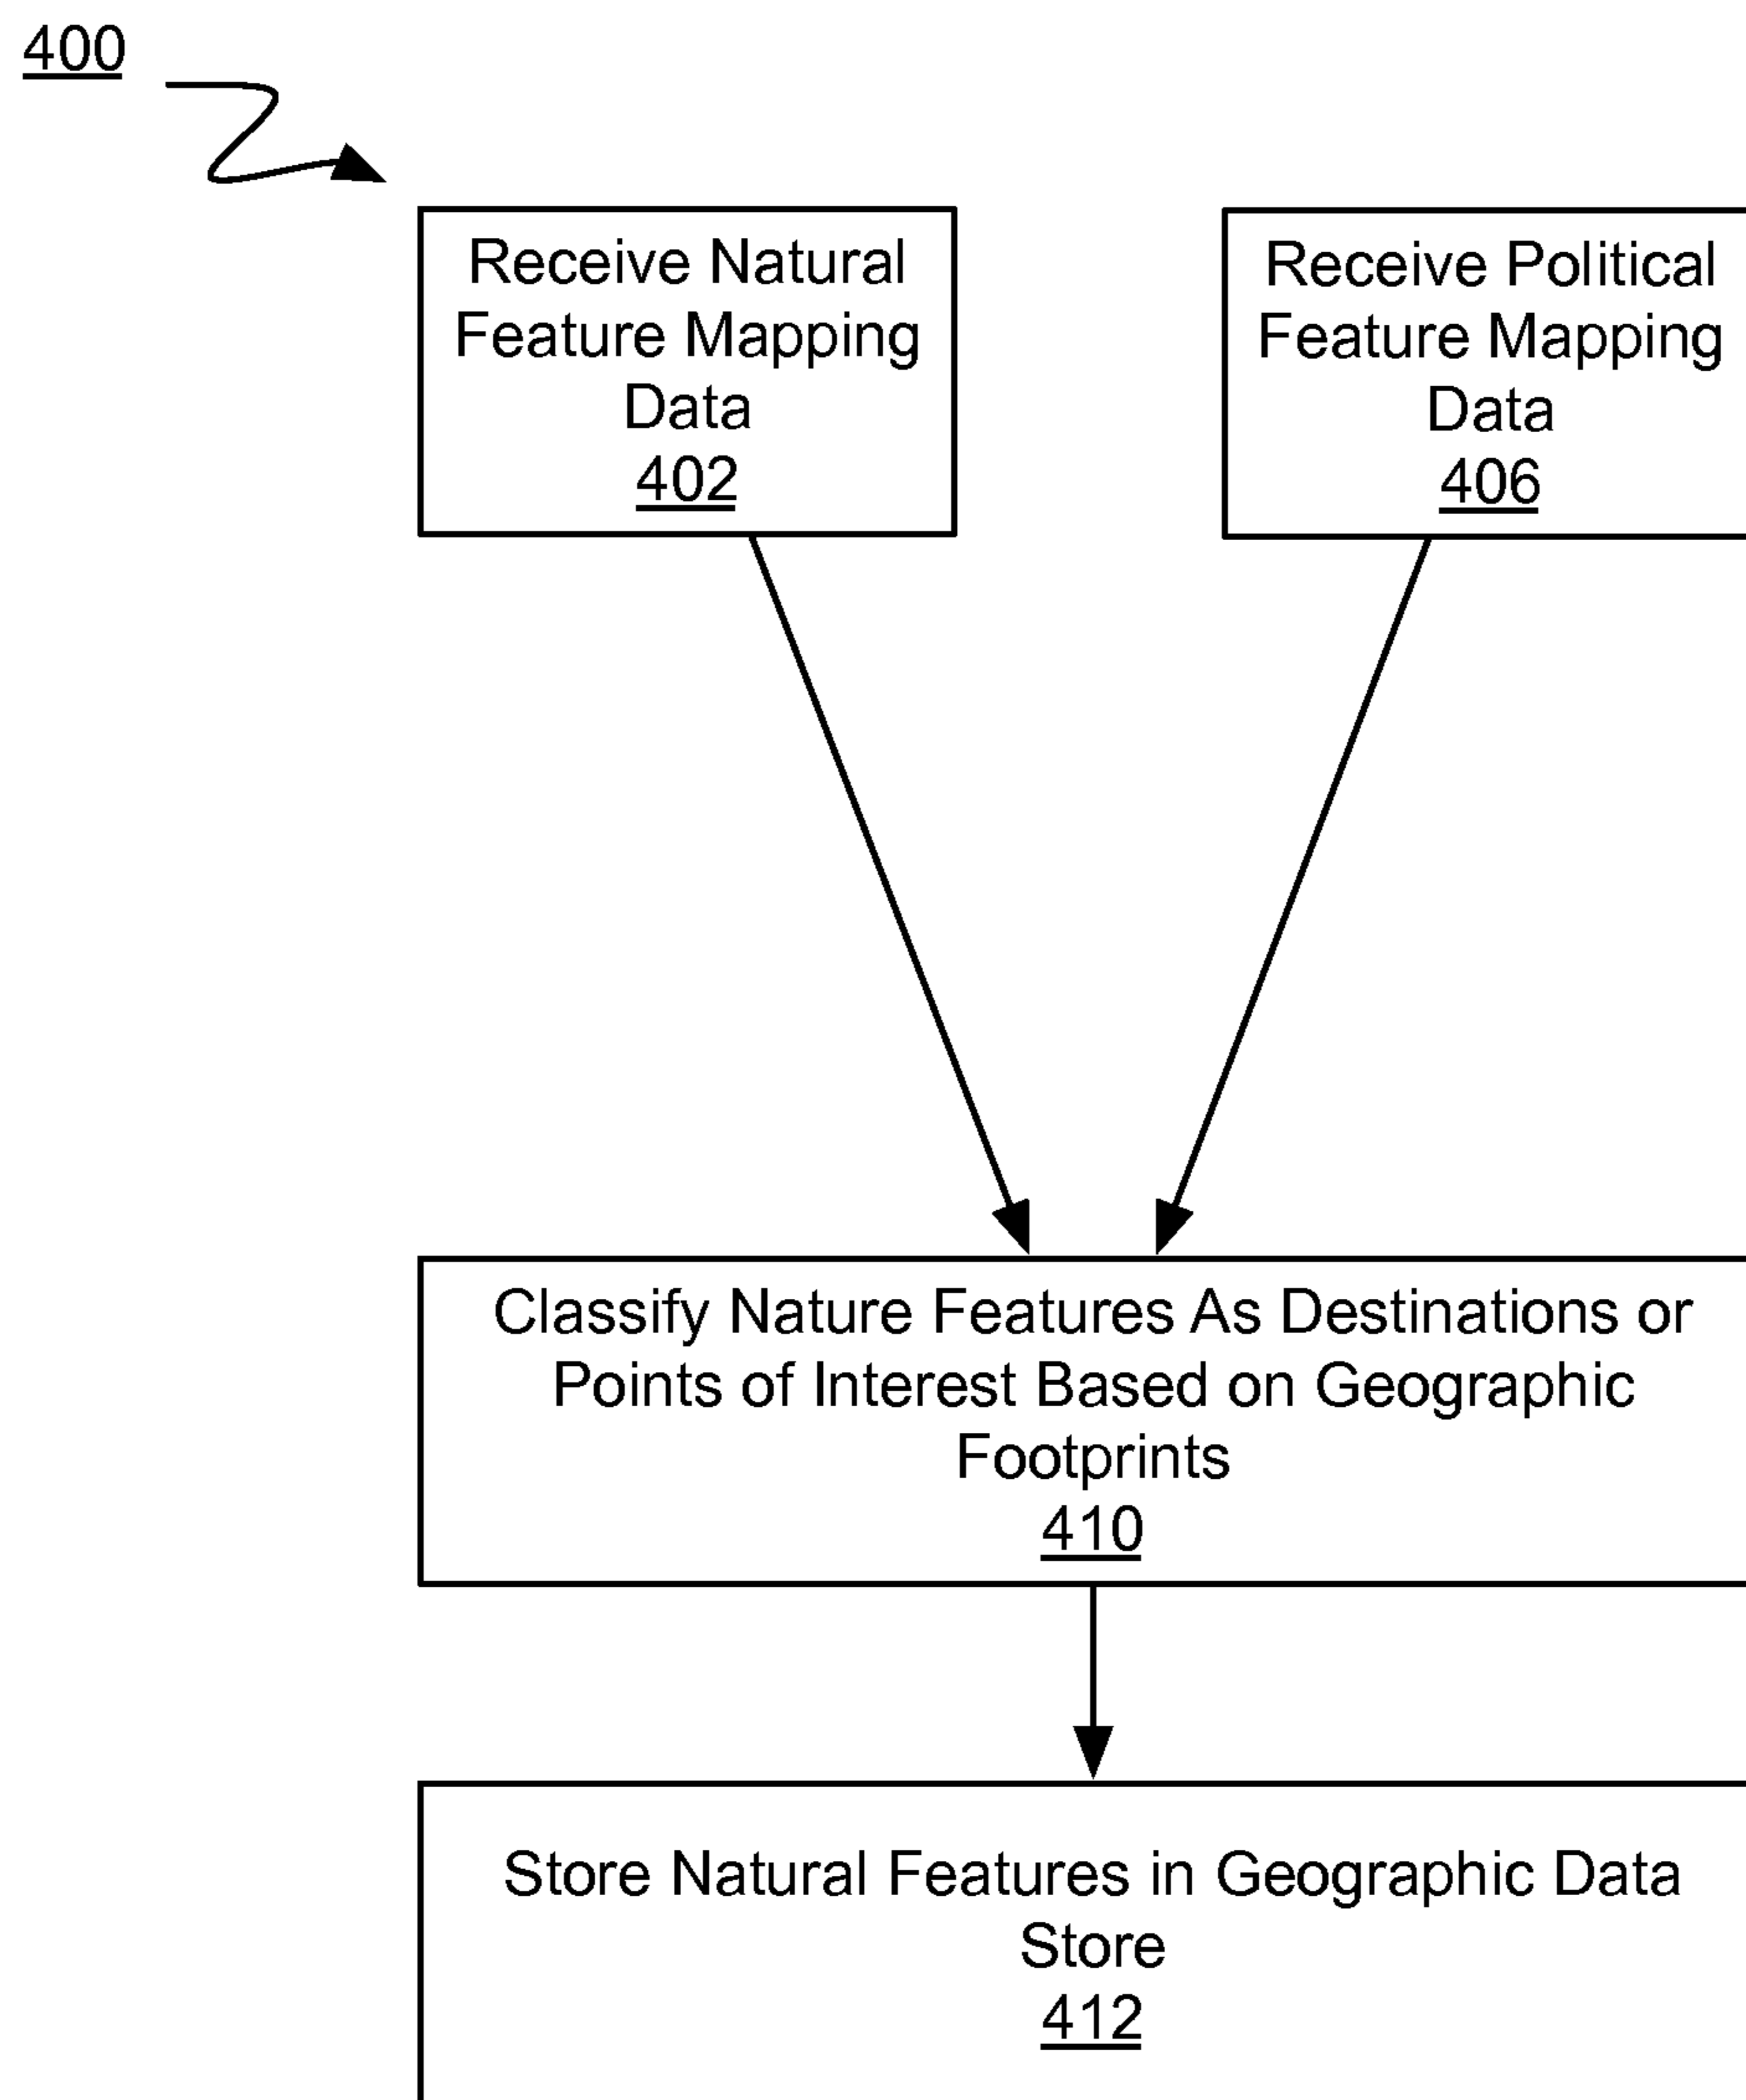 400
Receive Natural
Feature Mapping
Data
402
Receive Political
Feature Mapping
Data
406
Classify Nature Features As Destinations or
Points of Interest Based on Geographic
Footprints
410
Store Natural Features in Geographic Data
Store
412